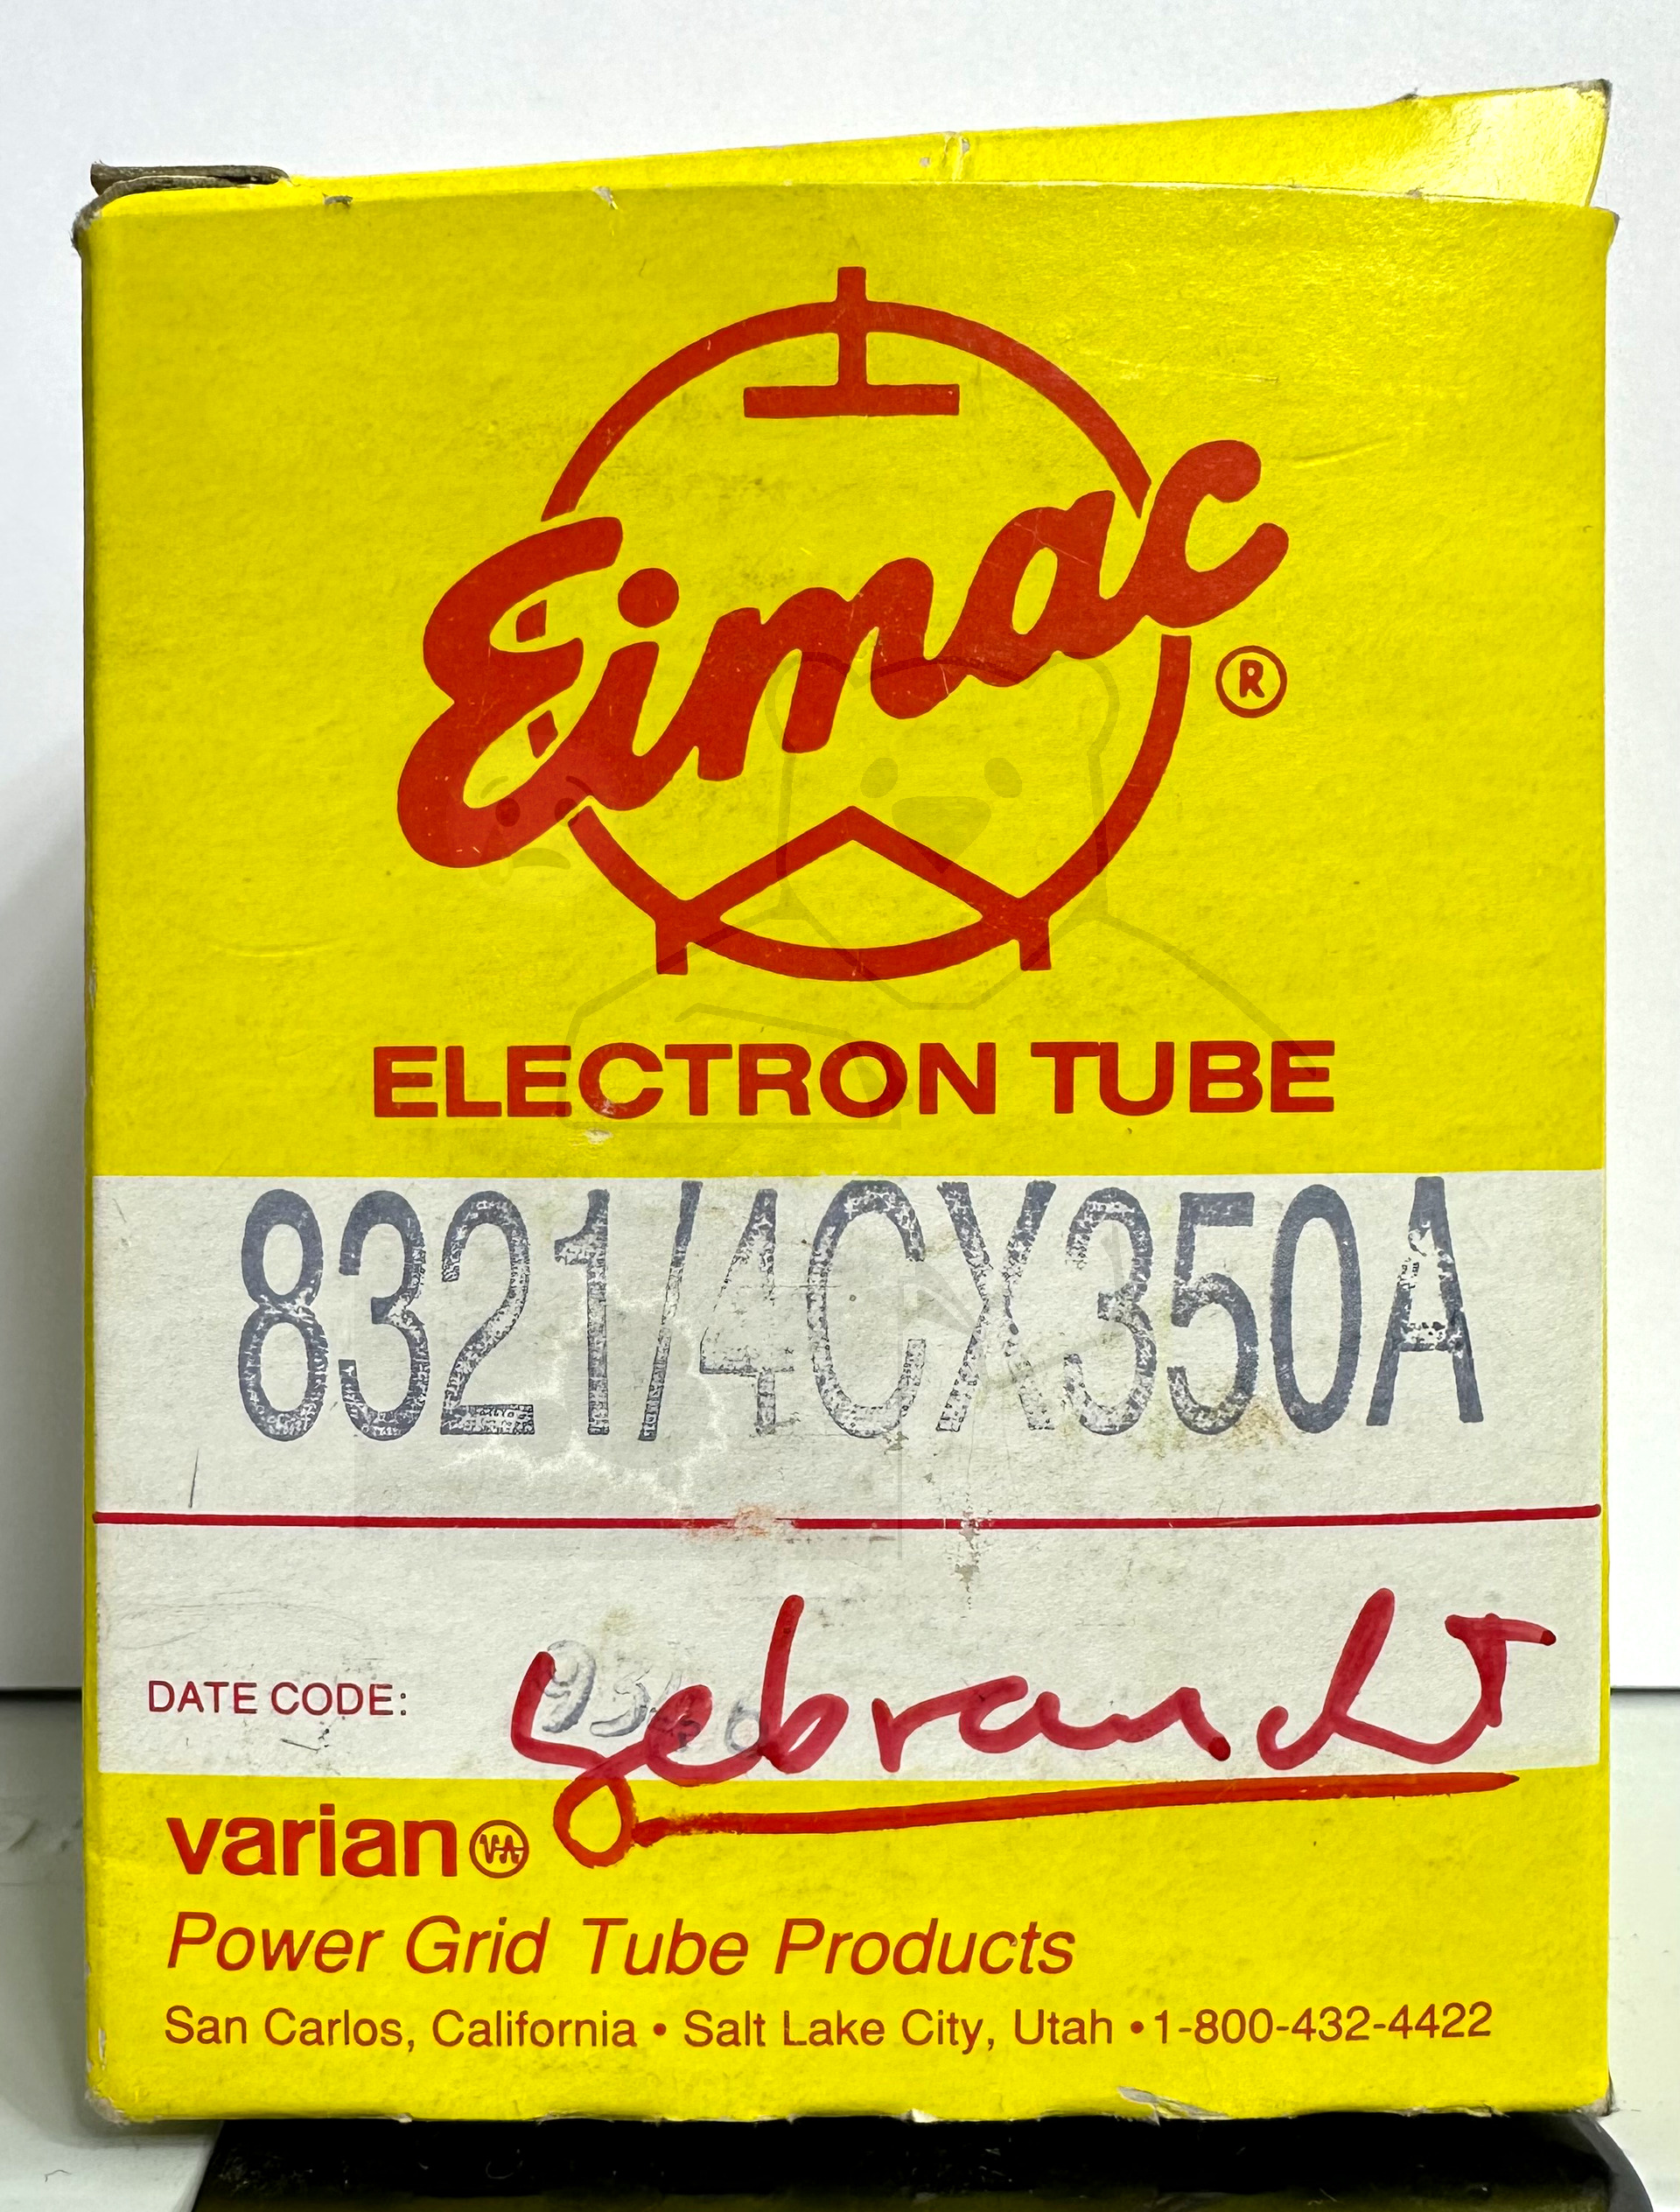 Eimac ®
ELECTRON TUBE
8321/4CX350A
DATE CODE:
gebraucht
varian VA
Power Grid Tube Products
San Carlos, California • Salt Lake City, Utah • 1-800-432-4422